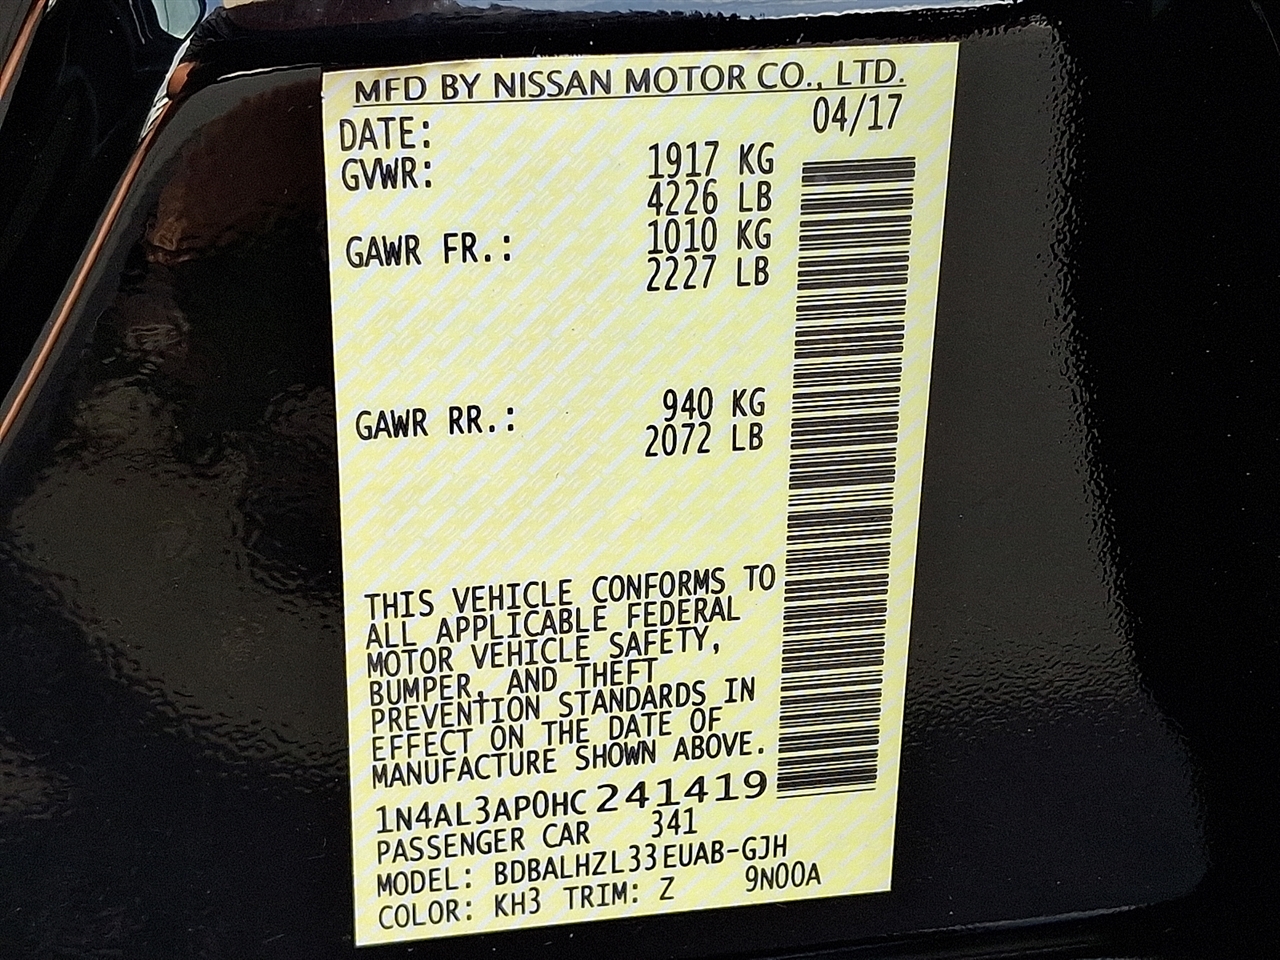 MFD BY NISSAN MOTOR CO., LTD.
DATE: 04/17
GVWR: 1917 KG
4226 LB
GAWR FR.: 1010 KG
2227 LB
GAWR RR.: 940 KG
2072 LB
THIS VEHICLE CONFORMS TO
ALL APPLICABLE FEDERAL
MOTOR VEHICLE SAFETY,
BUMPER, AND THEFT
PREVENTION STANDARDS IN
EFFECT ON THE DATE OF
MANUFACTURE SHOWN ABOVE.
1N4AL3AP0HC241419
PASSENGER CAR 341
MODEL: BDBALHZL33EUAB-GJH
COLOR: KH3 TRIM: Z 9N00A